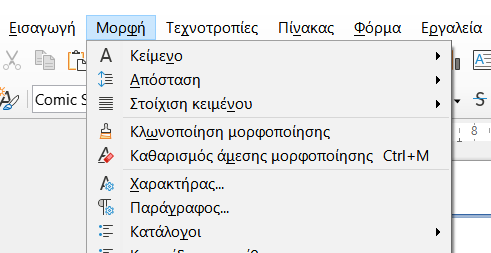 Εισαγωγή Μορφή Τεχνοτροπίες Πίνακας Φόρμα Εργαλεία
Κείμενο
Απόσταση
Στοίχιση κειμένου
Comic S
Κλωνοποίηση μορφοποίησης
8
Καθαρισμός άμεσης μορφοποίησης Ctrl+M
Χαρακτήρας...
Παράγραφος...
Κατάλογοι